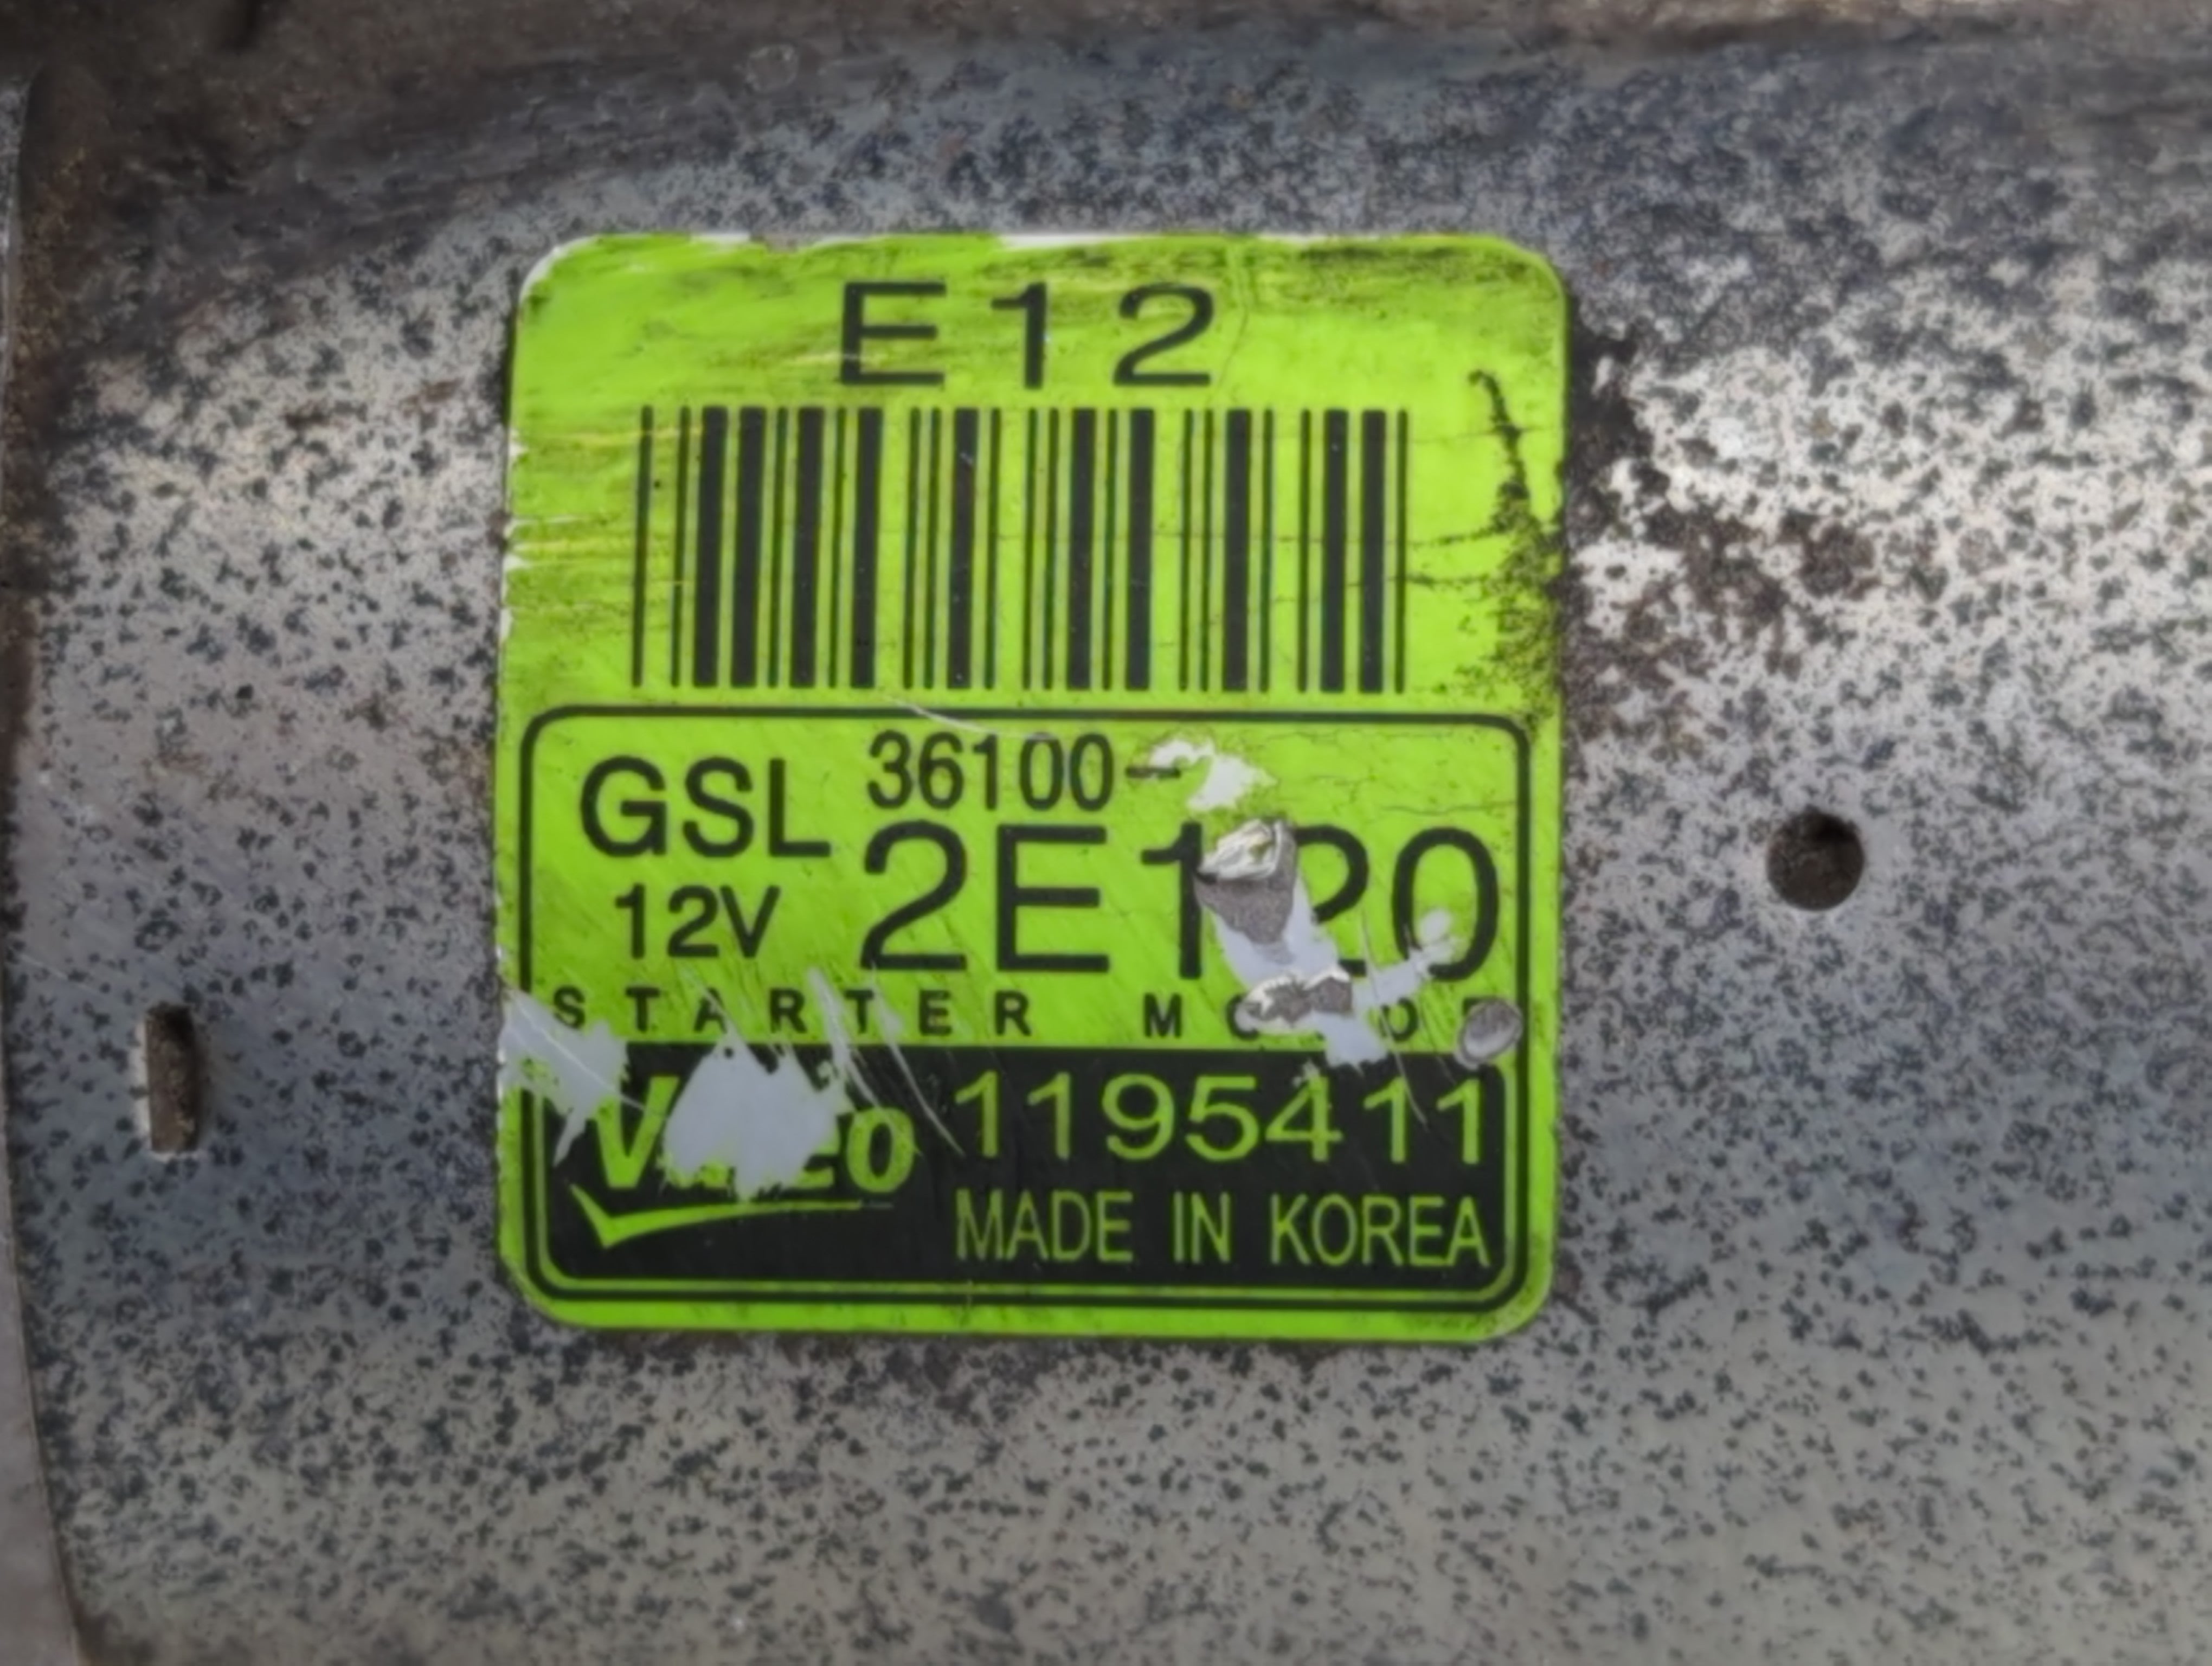 E12
GSL 36100-
12V 2E120
STARTER
1195411
MADE IN KOREA